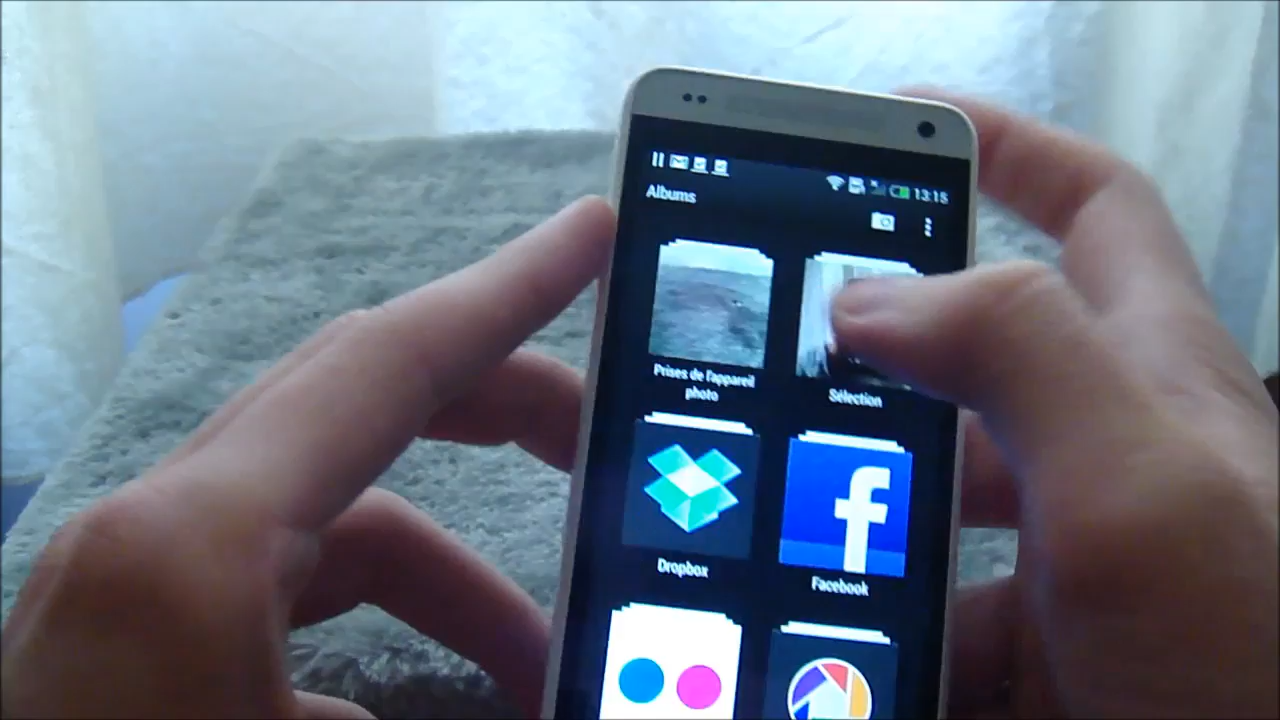 13:15
Albums
Prises de l'appareil
photo
Sélection
Dropbox
Facebook